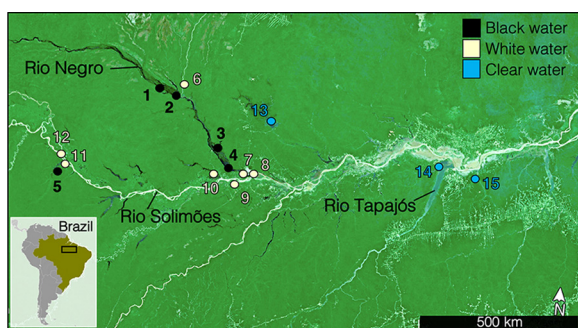 Black water
White water
Clear water
Rio Negro
6
1
2
13
3
12
11
4
5
10
7
8
9
14
15
Rio Solimões
Rio Tapajós
Brazil
N
500 km